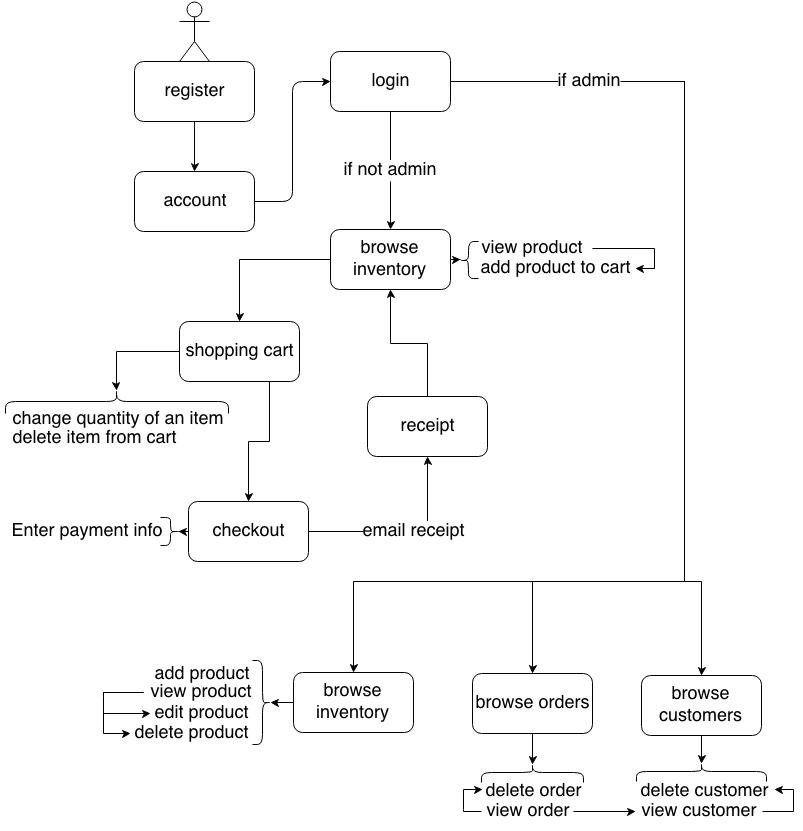 register
login
if admin
if not admin
account
browse
inventory
view product
add product to cart
shopping cart
change quantity of an item
delete item from cart
receipt
Enter payment info
checkout
email receipt
add product
view product
edit product
delete product
browse
inventory
browse orders
browse
customers
delete order
view order
delete customer
view customer